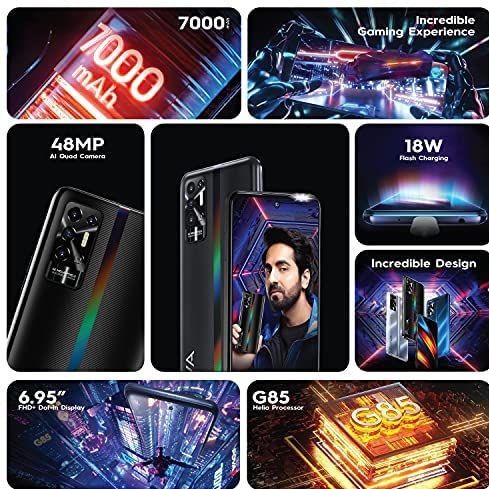 7000 mAh
7000
mAh
Incredible
Gaming Experience
48MP
AI Quad Camera
18W
Flash Charging
Incredible Design
6.95"
FHD+ Dot-in Display
G85
G85
Helio Processor
G85